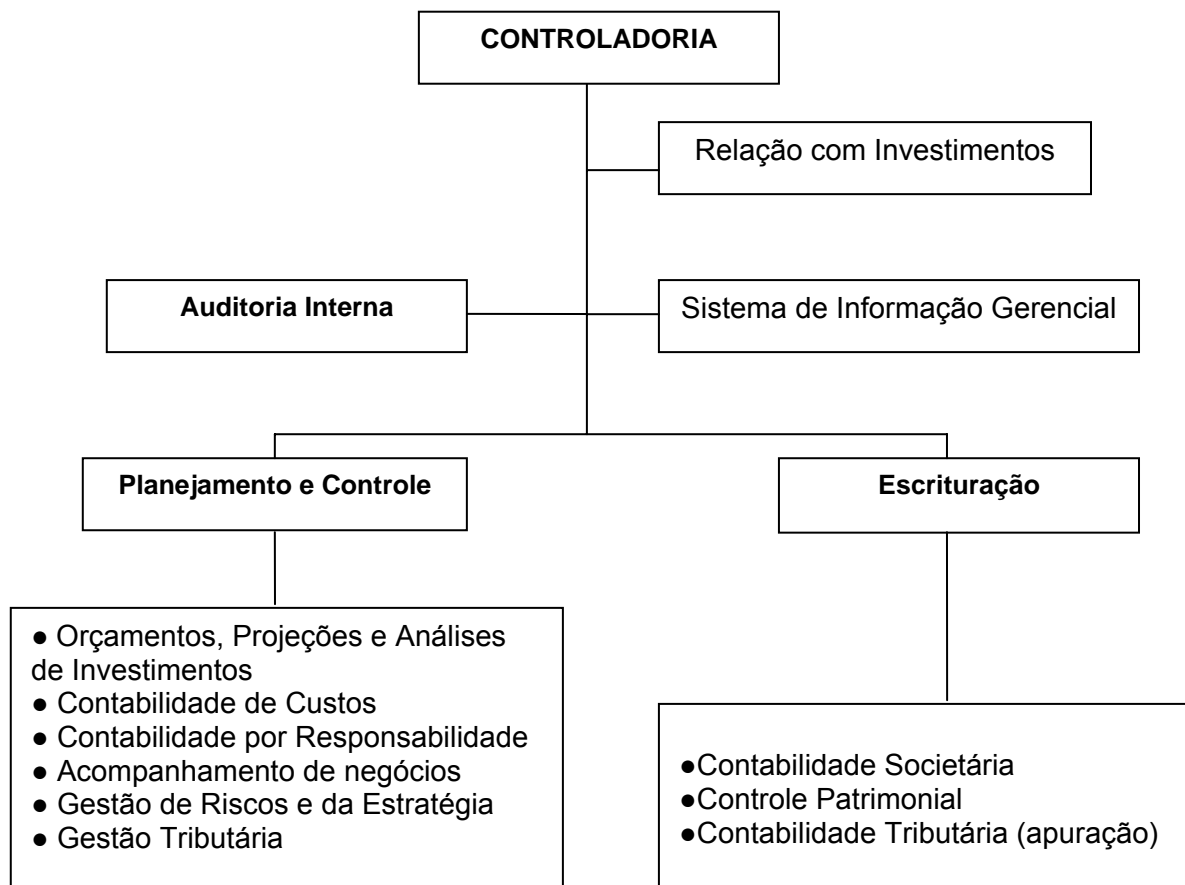 CONTROLADORIA
Relação com Investimentos
Auditoria Interna
Sistema de Informação Gerencial
Planejamento e Controle
Escrituração
● Orçamentos, Projeções e Análises
de Investimentos
● Contabilidade de Custos
● Contabilidade por Responsabilidade
● Acompanhamento de negócios
● Gestão de Riscos e da Estratégia
● Gestão Tributária
●Contabilidade Societária
●Controle Patrimonial
●Contabilidade Tributária (apuração)